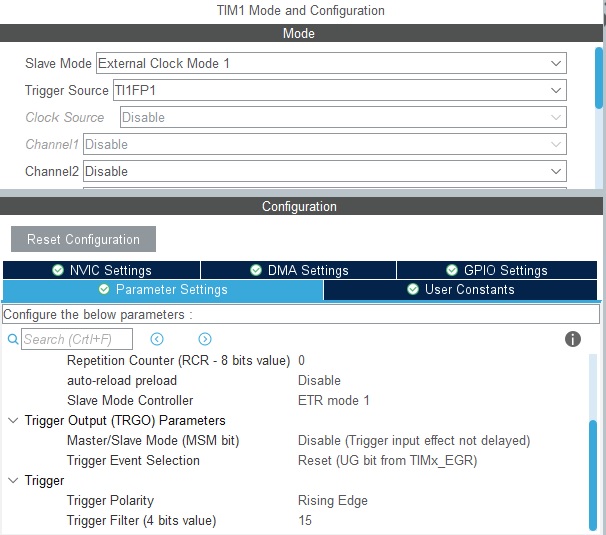 TIM1 Mode and Configuration
Mode
Slave Mode External Clock Mode 1
Trigger Source TI1FP1
Clock Source Disable
Channel1 Disable
Channel2 Disable
Configuration
Reset Configuration
NVIC Settings DMA Settings GPIO Settings
Parameter Settings User Constants
Configure the below parameters :
Search (CrtI+F)
Repetition Counter (RCR - 8 bits value) 0
auto-reload preload Disable
Slave Mode Controller ETR mode 1
Trigger Output (TRGO) Parameters
Master/Slave Mode (MSM bit) Disable (Trigger input effect not delayed)
Trigger Event Selection Reset (UG bit from TIMx_EGR)
Trigger
Trigger Polarity Rising Edge
Trigger Filter (4 bits value) 15